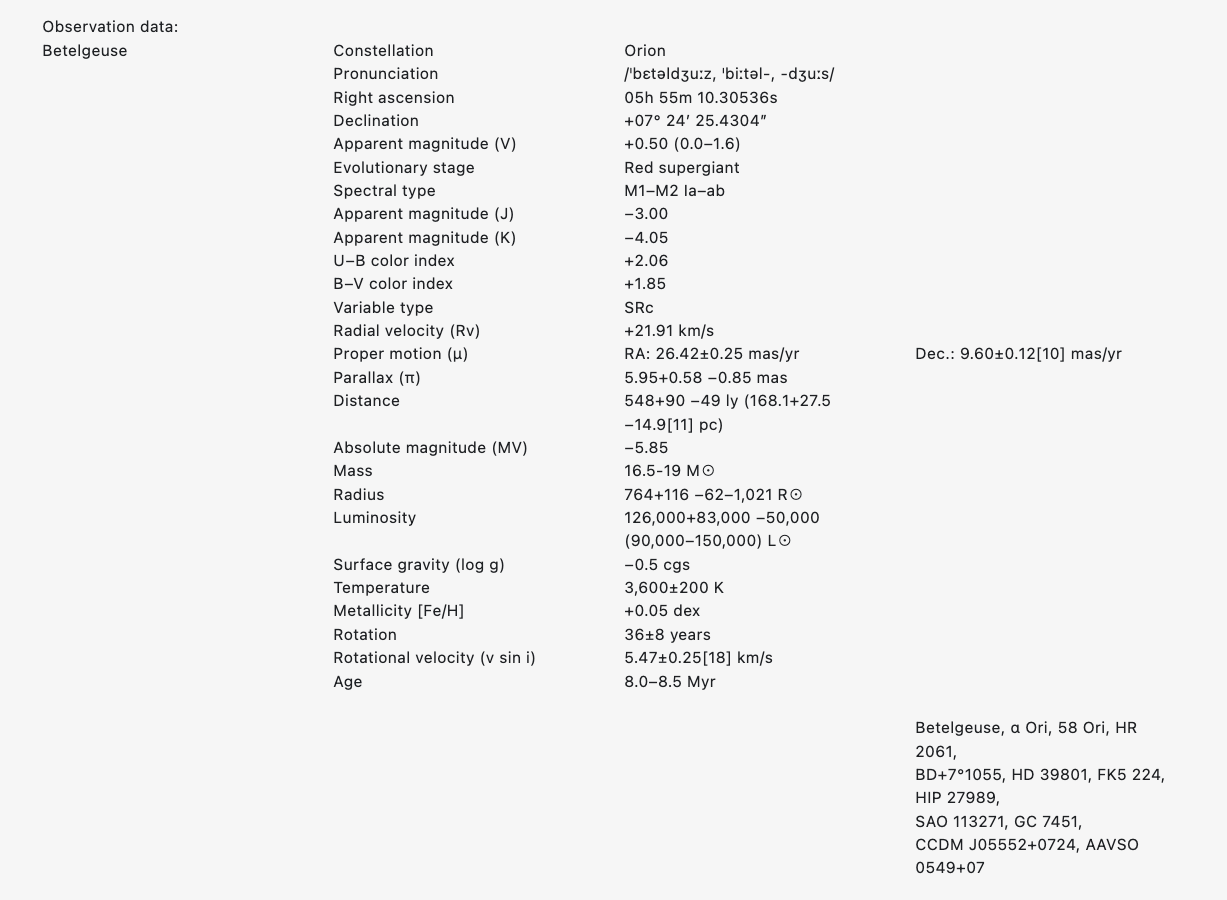 Observation data:
Betelgeuse Constellation Orion
Pronunciation /ˈbɛtəldʒuːz, ˈbiːtəl-, -dʒuːs/
Right ascension 05h 55m 10.30536s
Declination +07° 24′ 25.4304″
Apparent magnitude (V) +0.50 (0.0–1.6)
Evolutionary stage Red supergiant
Spectral type M1–M2 Ia–ab
Apparent magnitude (J) −3.00
Apparent magnitude (K) −4.05
U−B color index +2.06
B−V color index +1.85
Variable type SRc
Radial velocity (Rv) +21.91 km/s
Proper motion (μ) RA: 26.42±0.25 mas/yr Dec.: 9.60±0.12[10] mas/yr
Parallax (π) 5.95+0.58 −0.85 mas
Distance 548+90 −49 ly (168.1+27.5
−14.9[11] pc)
Absolute magnitude (MV) −5.85
Mass 16.5-19 M☉
Radius 764+116 −62–1,021 R☉
Luminosity 126,000+83,000 −50,000
(90,000–150,000) L☉
Surface gravity (log g) −0.5 cgs
Temperature 3,600±200 K
Metallicity [Fe/H] +0.05 dex
Rotation 36±8 years
Rotational velocity (v sin i) 5.47±0.25[18] km/s
Age 8.0–8.5 Myr
Betelgeuse, α Ori, 58 Ori, HR
2061,
BD+7°1055, HD 39801, FK5 224,
HIP 27989,
SAO 113271, GC 7451,
CCDM J05552+0724, AAVSO
0549+07